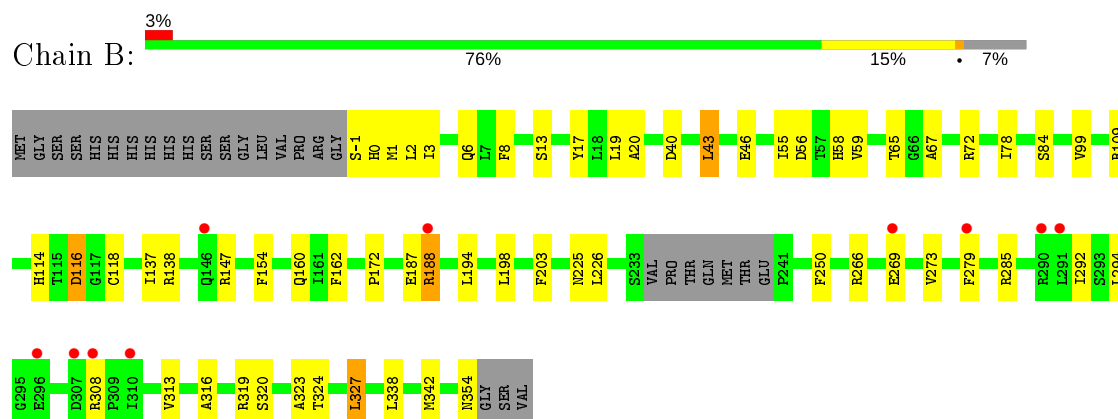 3%
Chain B:
76% 15% • 7%
MET GLY SER SER HIS HIS HIS HIS HIS HIS SER SER GLY LEU VAL PRO ARG GLY S-1 H0 M1 L2 I3 Q6 L7 F8 S13 Y17 L18 L19 A20 D40 L43 E46 I55 D56 T57 H58 V59 T65 G66 A67 R72 I78 S84 V99 R109
H114 T115 D116 G117 C118 I137 R138 Q146 R147 F154 Q160 I161 F162 P172 E187 R188 L194 L198 F203 N225 L226 S233 VAL PRO THR GLN MET THR GLU P241 F250 R266 E269 V273 F279 R285 R290 L291 I292 S293 L294
G295 E296 D307 R308 P309 I310 V313 A316 R319 S320 A323 T324 L327 L338 M342 N354 GLY SER VAL